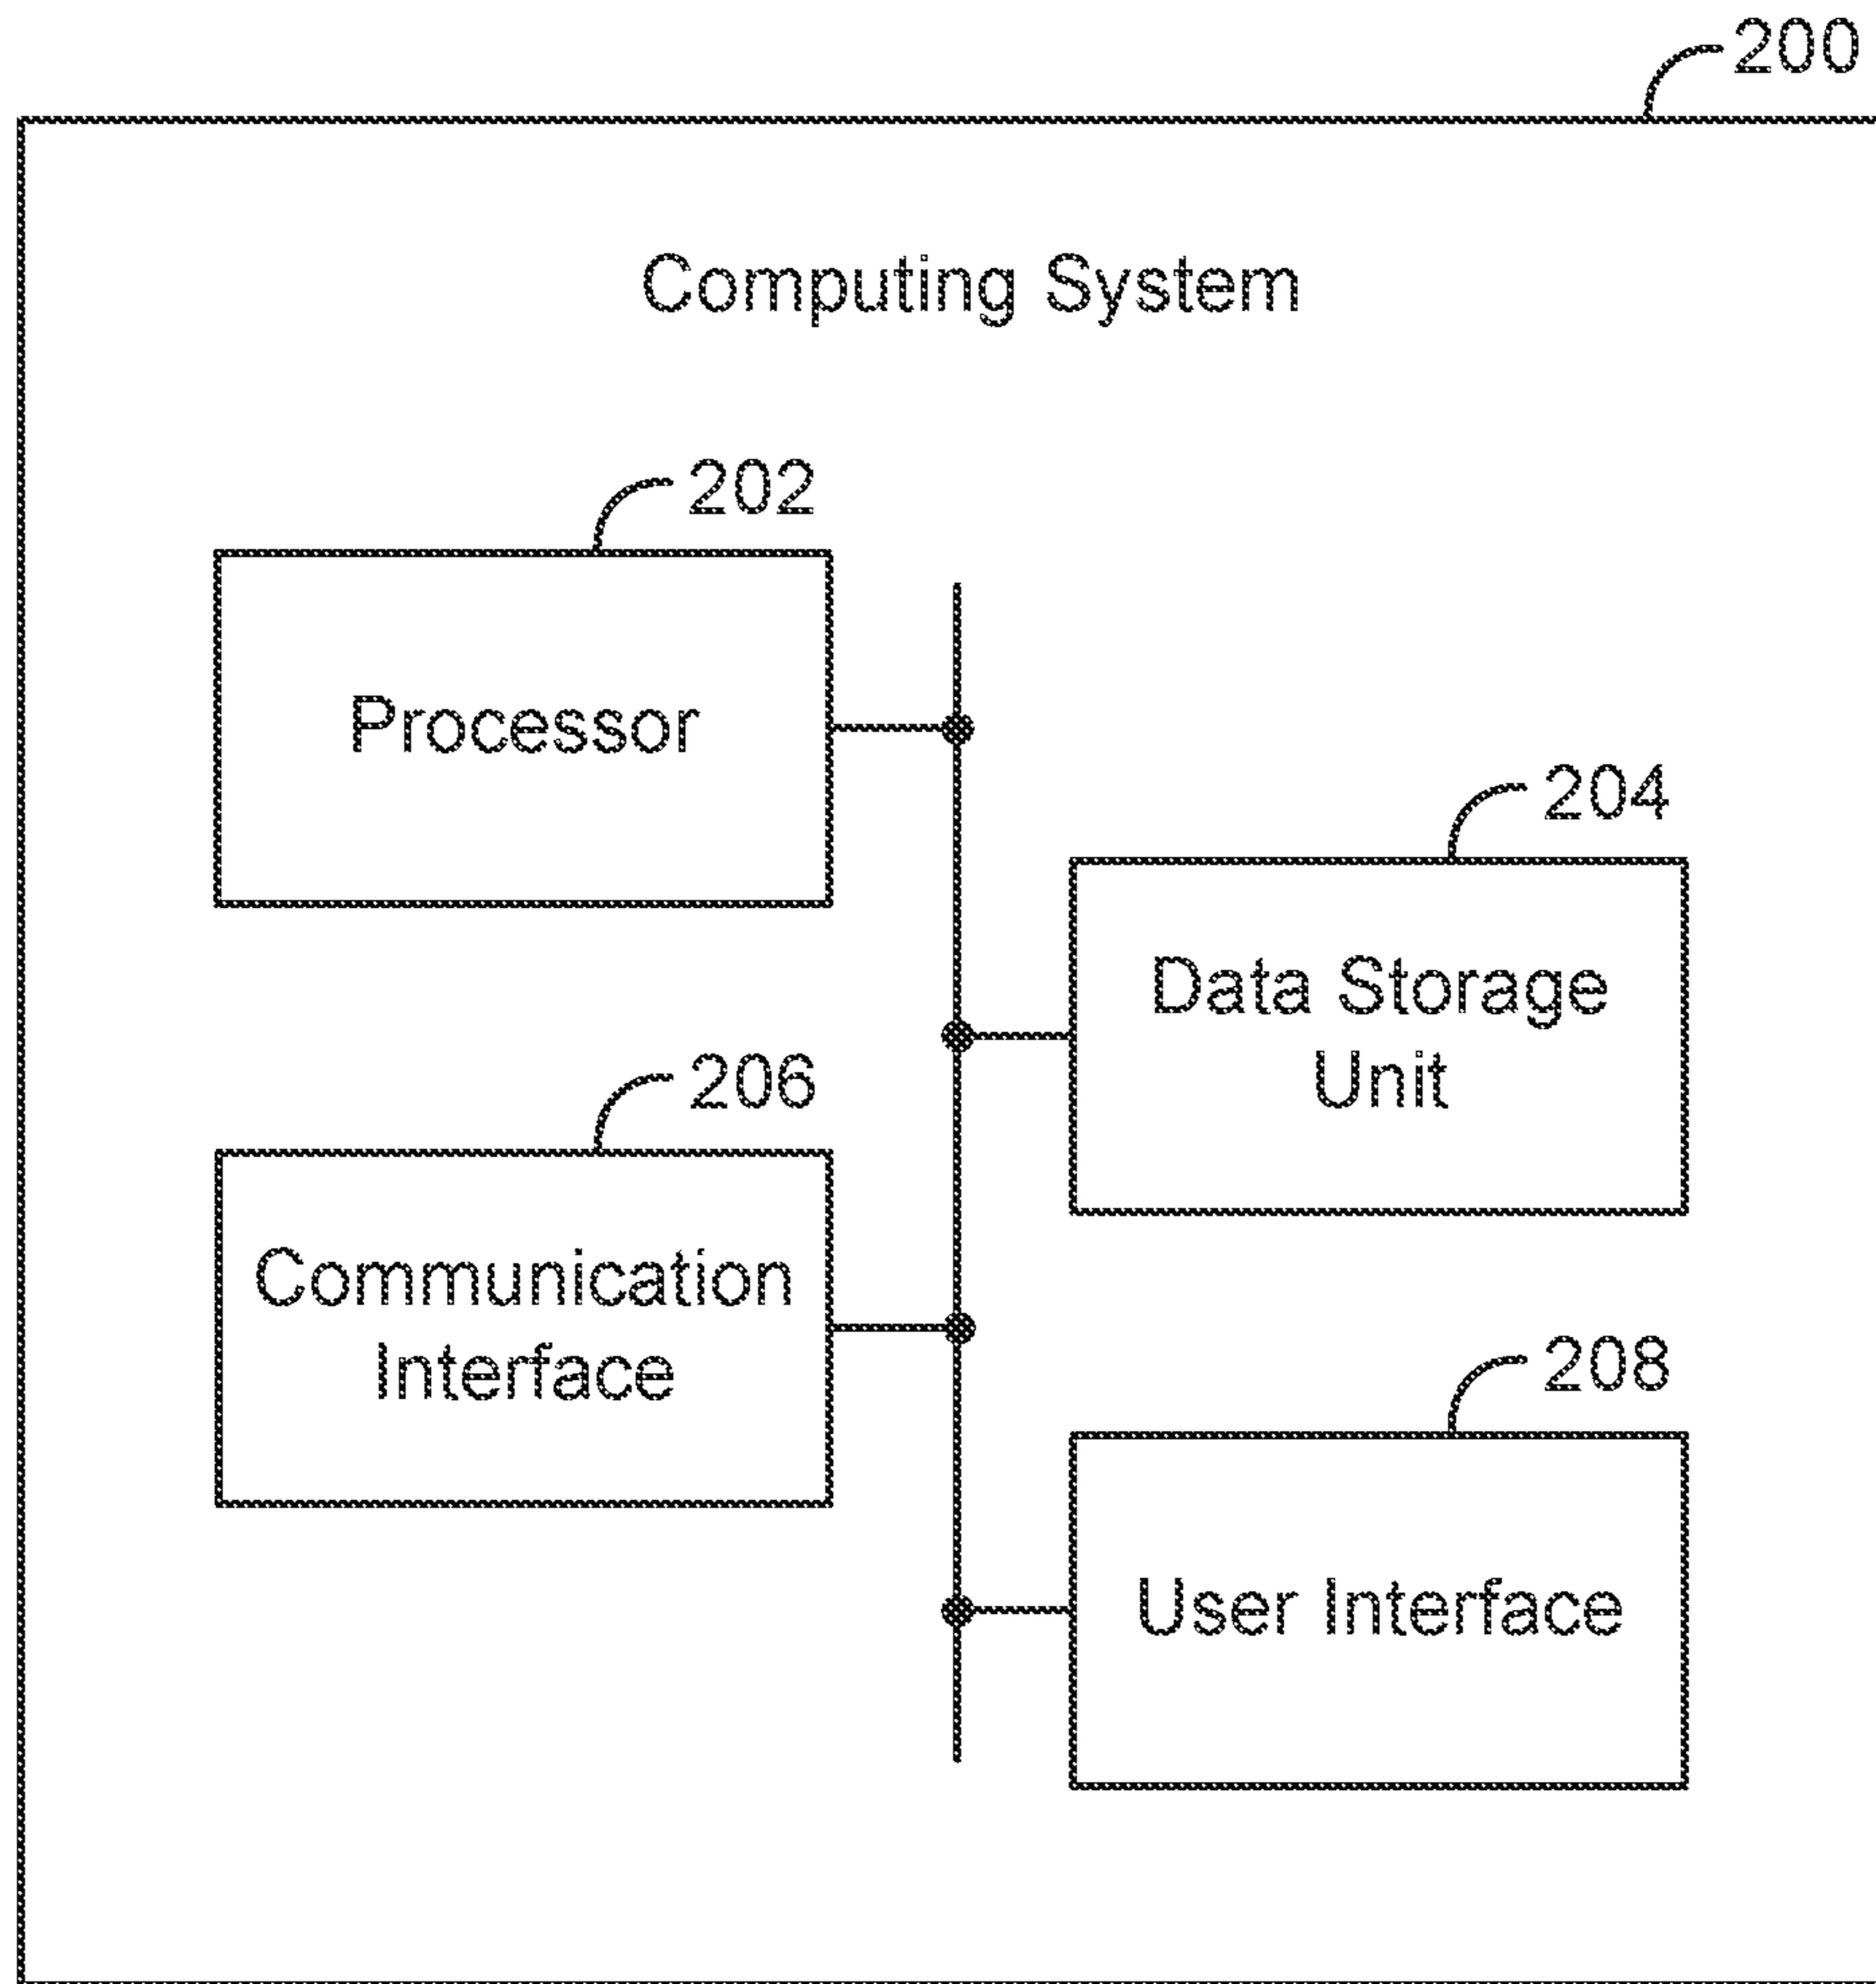 200
Computing System
202
Processor
204
Data Storage
Unit
206
Communication
Interface
208
User Interface